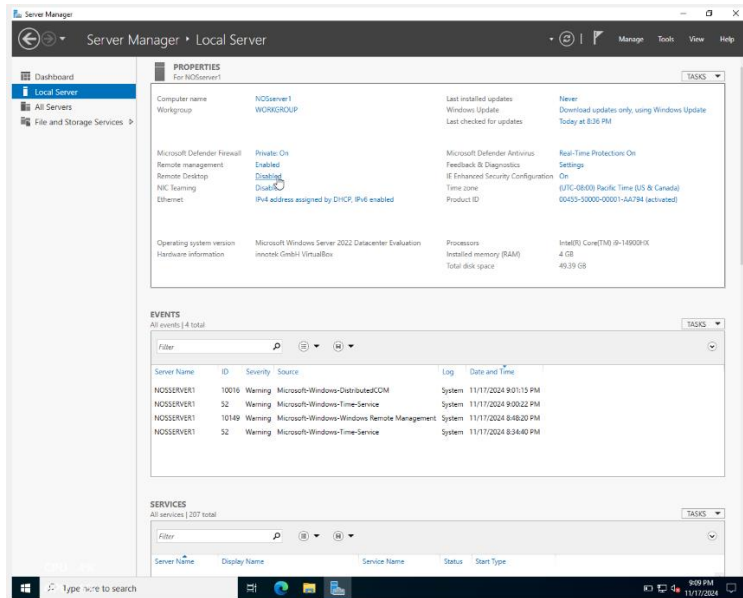 Server Manager
Server Manager • Local Server
Manage Tools View Help
Dashboard
Local Server
All Servers
File and Storage Services
PROPERTIES
For NOSserver1
TASKS
Computer name NOSserver1 Last installed updates Never
Workgroup WORKGROUP Windows Update Download updates only, using Windows Update
Last checked for updates Today at 8:36 PM
Microsoft Defender Firewall Private: On Microsoft Defender Antivirus Real-Time Protection: On
Remote management Enabled Feedback & Diagnostics Settings
Remote Desktop Disabled IE Enhanced Security Configuration On
NIC Teaming Disabled Time zone (UTC-08:00) Pacific Time (US & Canada)
Ethernet IPv4 address assigned by DHCP, IPv6 enabled Product ID 00455-50000-00001-AA794 (activated)
Operating system version Microsoft Windows Server 2022 Datacenter Evaluation Processors Intel(R) Core(TM) i9-14900HX
Hardware information innotek GmbH VirtualBox Installed memory (RAM) 4 GB
Total disk space 49.39 GB
EVENTS
All events | 4 total
TASKS
Filter
Server Name ID Severity Source Log Date and Time
NOSSERVER1 10016 Warning Microsoft-Windows-DistributedCOM System 11/17/2024 9:01:15 PM
NOSSERVER1 52 Warning Microsoft-Windows-Time-Service System 11/17/2024 9:00:22 PM
NOSSERVER1 10149 Warning Microsoft-Windows-Windows Remote Management System 11/17/2024 8:48:20 PM
NOSSERVER1 52 Warning Microsoft-Windows-Time-Service System 11/17/2024 8:34:40 PM
SERVICES
All services | 207 total
TASKS
Filter
Server Name Display Name Service Name Status Start Type
Type here to search
9:09 PM
11/17/2024